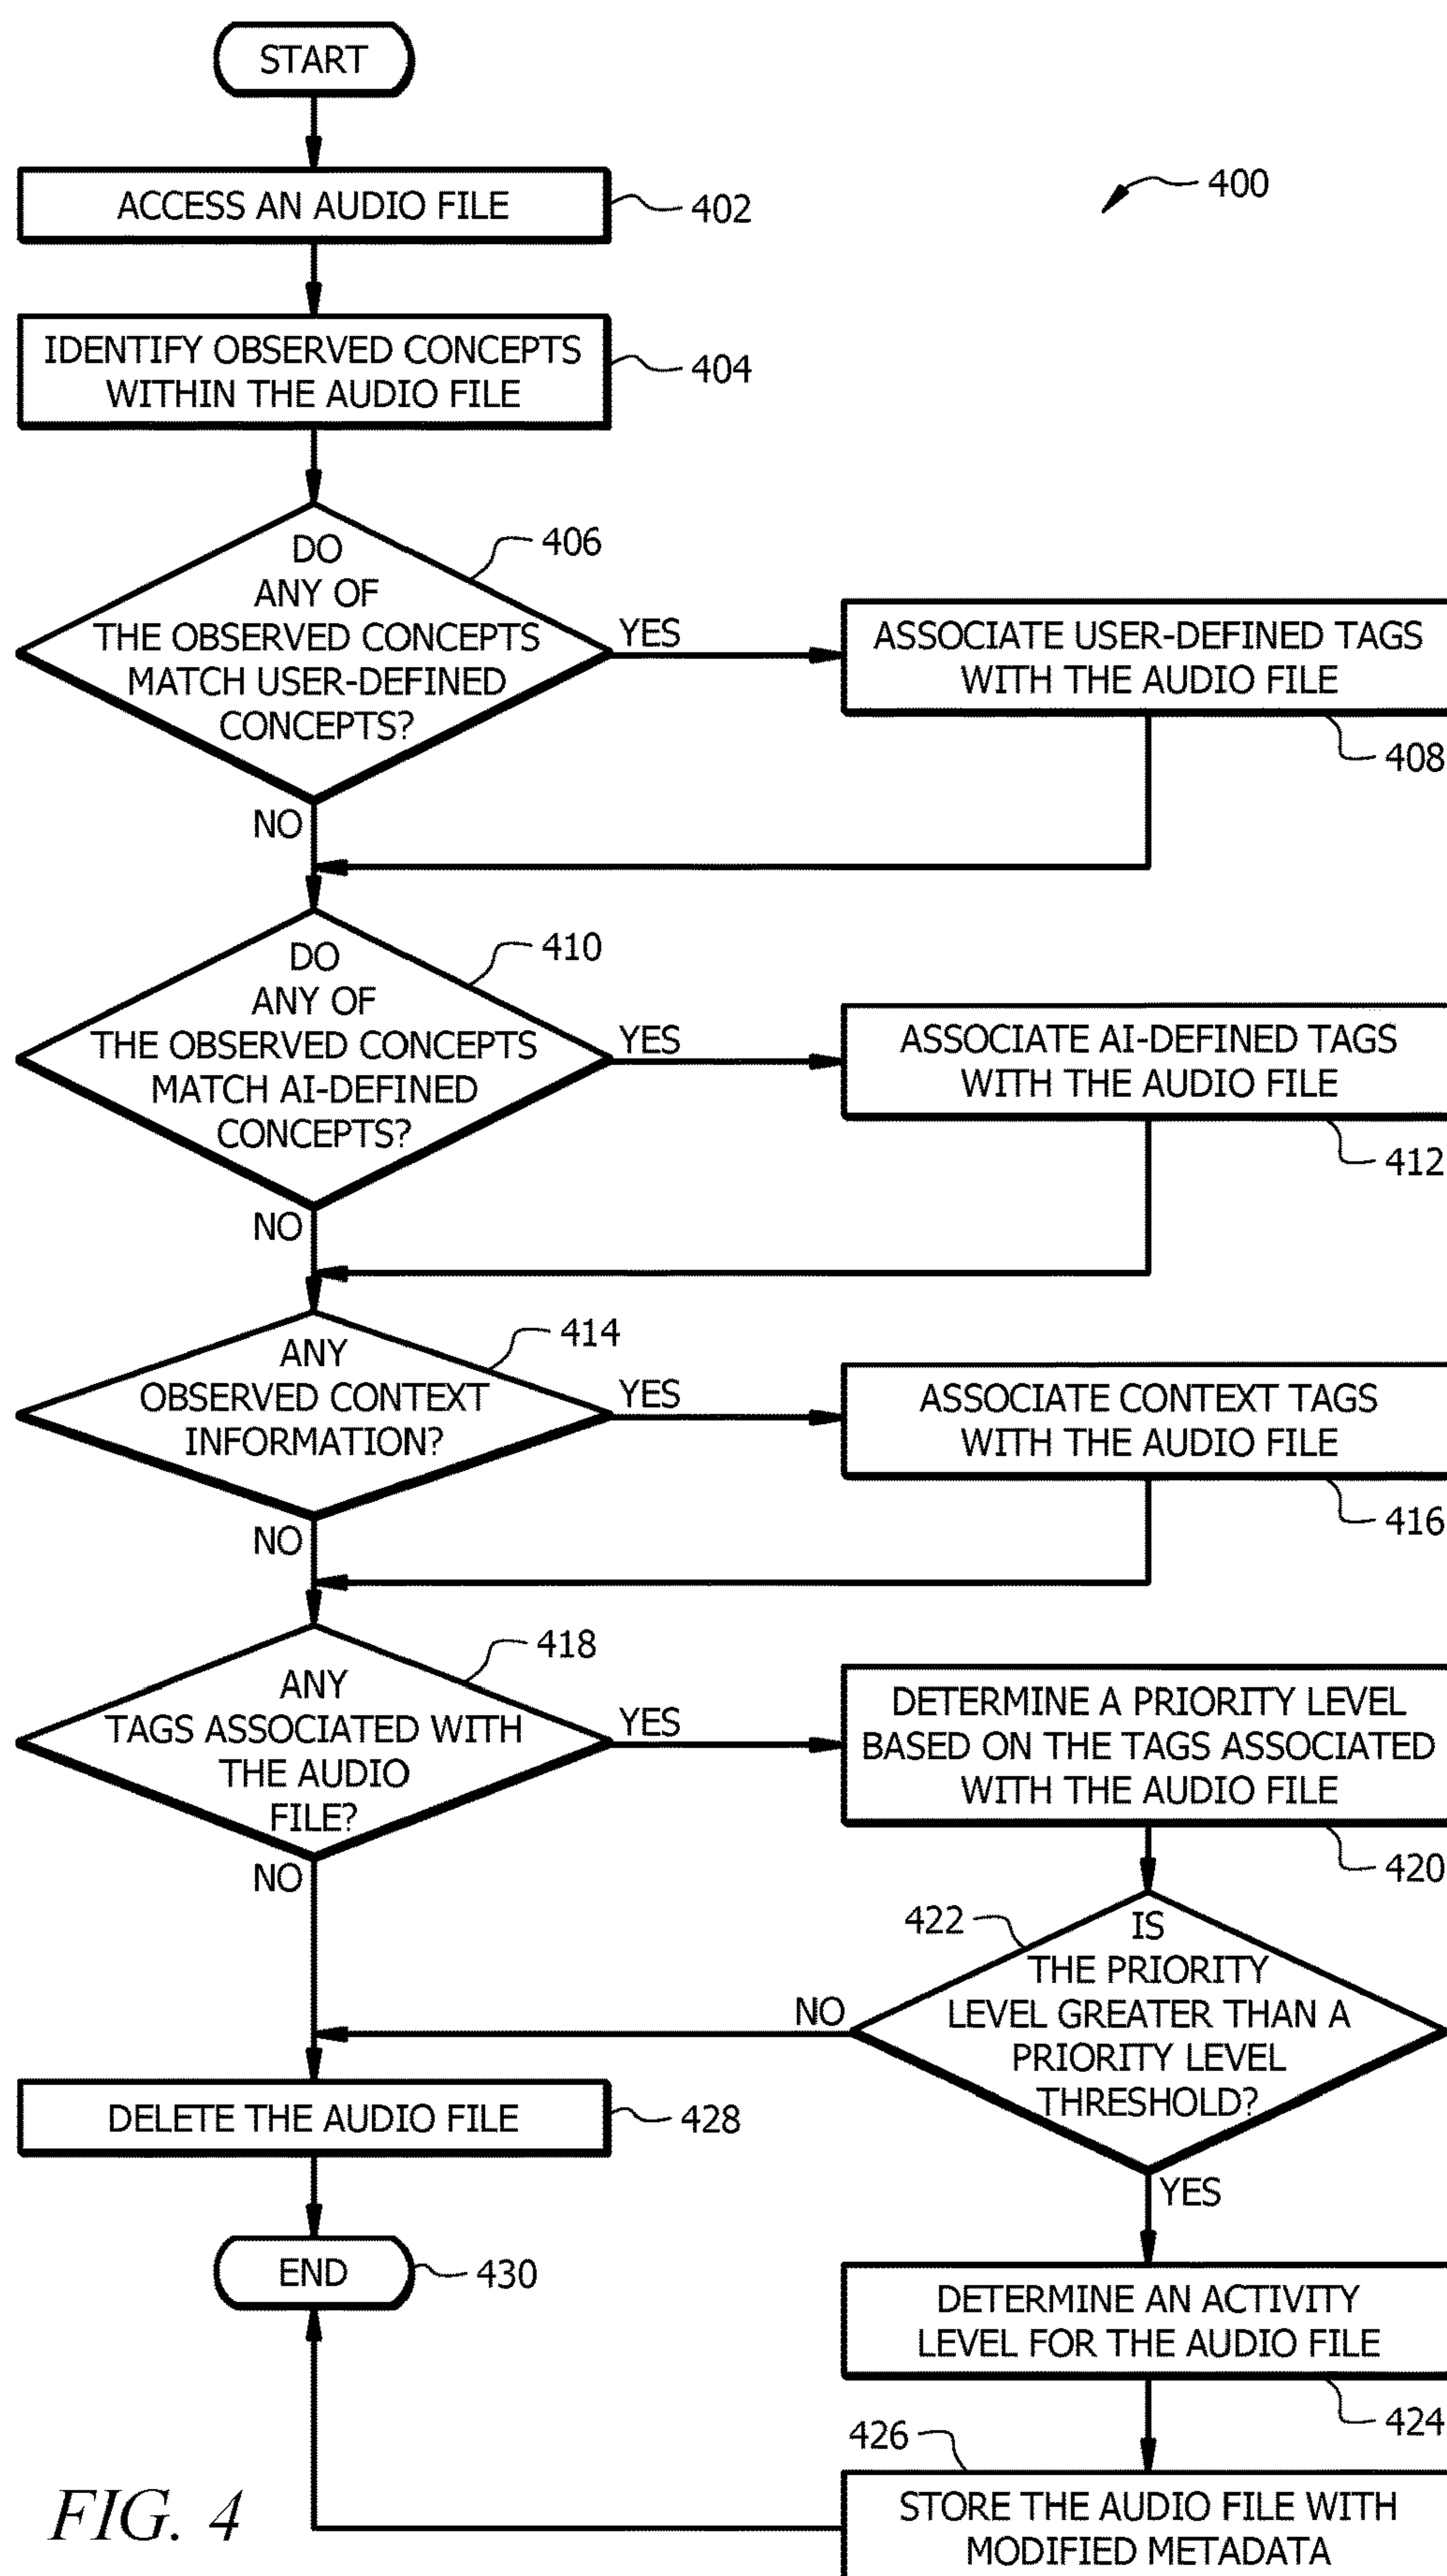 START
400
ACCESS AN AUDIO FILE
402
IDENTIFY OBSERVED CONCEPTS
WITHIN THE AUDIO FILE
404
DO
ANY OF
THE OBSERVED CONCEPTS
MATCH USER-DEFINED
CONCEPTS?
406
YES
NO
ASSOCIATE USER-DEFINED TAGS
WITH THE AUDIO FILE
408
DO
ANY OF
THE OBSERVED CONCEPTS
MATCH AI-DEFINED
CONCEPTS?
410
YES
NO
ASSOCIATE AI-DEFINED TAGS
WITH THE AUDIO FILE
412
ANY
OBSERVED CONTEXT
INFORMATION?
414
YES
NO
ASSOCIATE CONTEXT TAGS
WITH THE AUDIO FILE
416
ANY
TAGS ASSOCIATED WITH
THE AUDIO
FILE?
418
YES
NO
DETERMINE A PRIORITY LEVEL
BASED ON THE TAGS ASSOCIATED
WITH THE AUDIO FILE
420
422
IS
THE PRIORITY
LEVEL GREATER THAN A
PRIORITY LEVEL
THRESHOLD?
NO
YES
DELETE THE AUDIO FILE
428
END
430
DETERMINE AN ACTIVITY
LEVEL FOR THE AUDIO FILE
424
426
STORE THE AUDIO FILE WITH
MODIFIED METADATA
FIG. 4